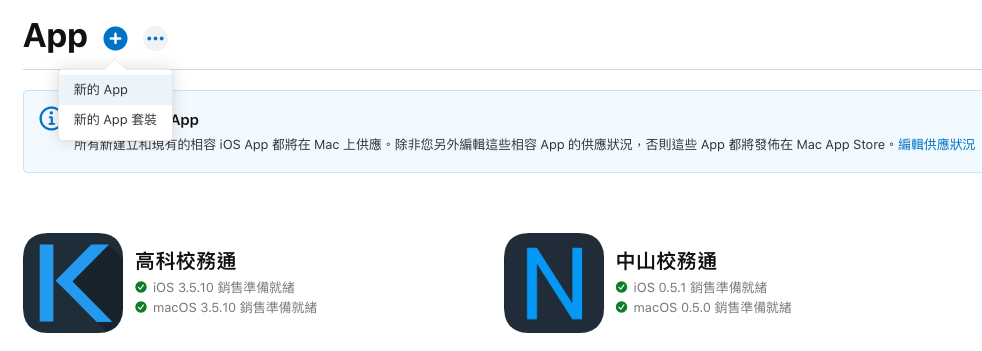 App
新的 App
新的 App 套裝
App
所有新建立和現有的相容 iOS App 都將在 Mac 上供應。除非您另外編輯這些相容 App 的供應狀況，否則這些 App 都將發佈在 Mac App Store。編輯供應狀況
K
高科校務通
iOS 3.5.10 銷售準備就緒
macOS 3.5.10 銷售準備就緒
N
中山校務通
iOS 0.5.1 銷售準備就緒
macOS 0.5.0 銷售準備就緒